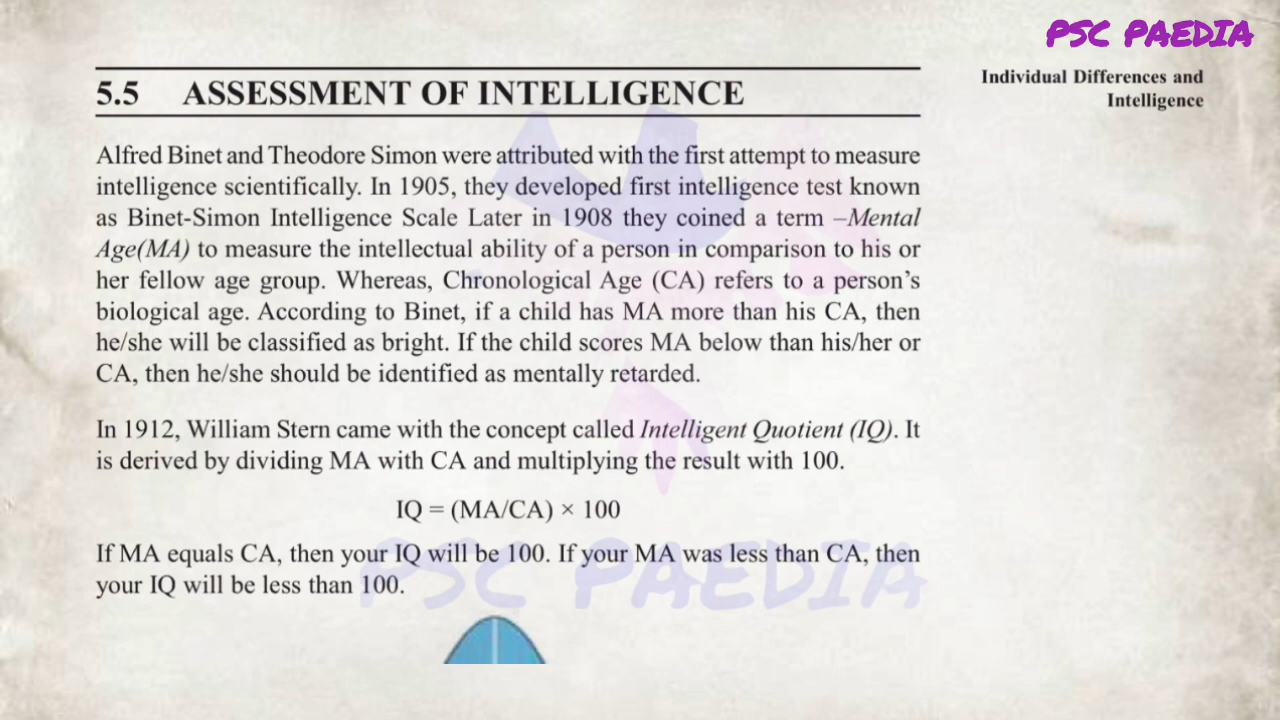 PSC PAEDIA
Individual Differences and
Intelligence
5.5 ASSESSMENT OF INTELLIGENCE
Alfred Binet and Theodore Simon were attributed with the first attempt to measure
intelligence scientifically. In 1905, they developed first intelligence test known
as Binet-Simon Intelligence Scale Later in 1908 they coined a term –Mental
Age(MA) to measure the intellectual ability of a person in comparison to his or
her fellow age group. Whereas, Chronological Age (CA) refers to a person’s
biological age. According to Binet, if a child has MA more than his CA, then
he/she will be classified as bright. If the child scores MA below than his/her or
CA, then he/she should be identified as mentally retarded.
In 1912, William Stern came with the concept called Intelligent Quotient (IQ). It
is derived by dividing MA with CA and multiplying the result with 100.
IQ = (MA/CA) × 100
If MA equals CA, then your IQ will be 100. If your MA was less than CA, then
your IQ will be less than 100.
PSC PAEDIA